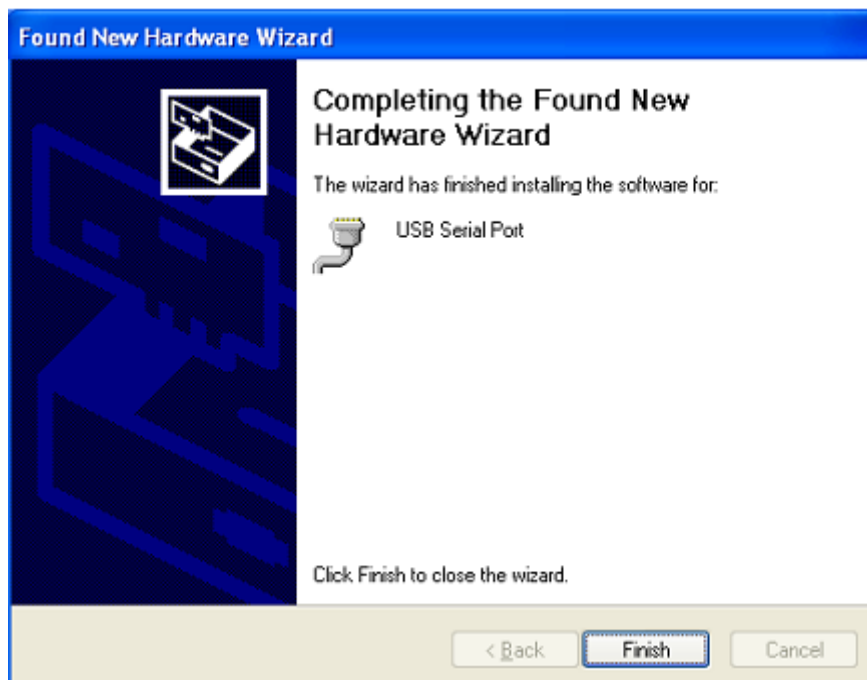 Found New Hardware Wizard
Completing the Found New
Hardware Wizard
The wizard has finished installing the software for:
USB Serial Port
Click Finish to close the wizard.
< Back
Finish
Cancel